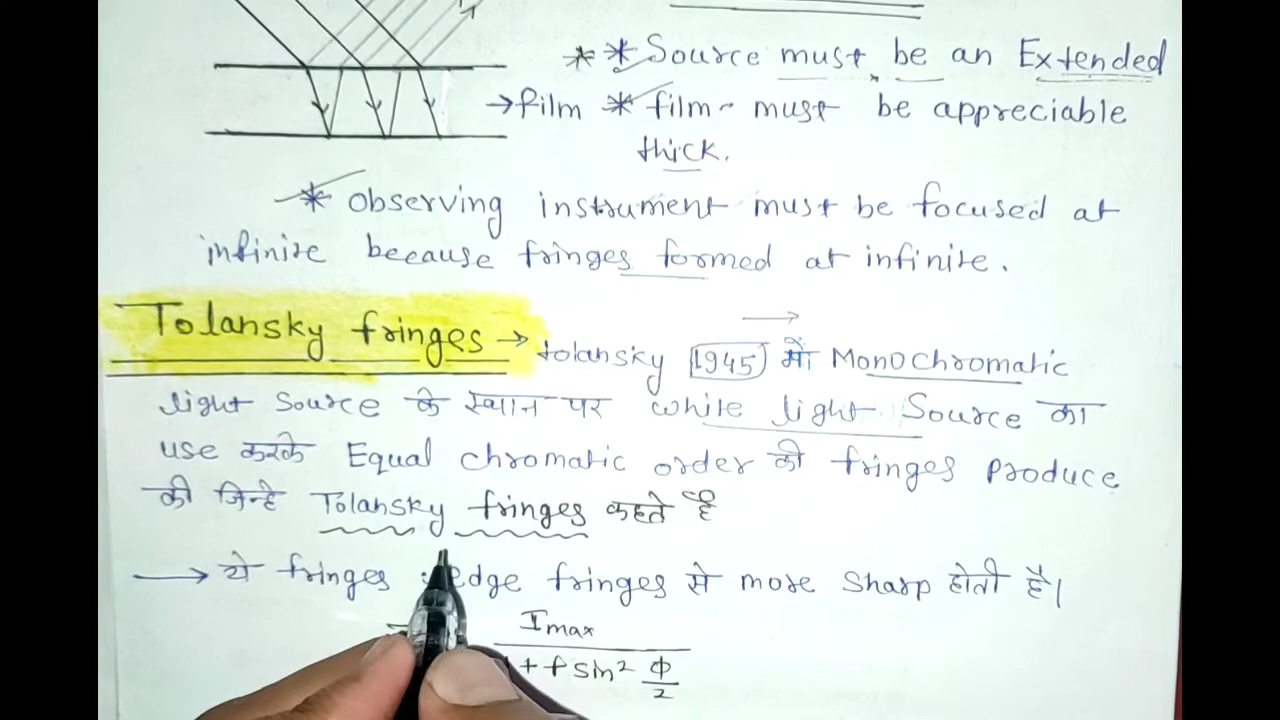 * * Source must be an Extended
→ film * film - must be appreciable
thick.
* Observing instrument must be focused at
infinite because fringes formed at infinite.
Tolansky fringes → tolansky 1945 में Monochromatic
light Source के स्थान पर white light Source का
use करके Equal chromatic order की fringes produce
की जिन्हे Tolansky fringes कहते है
→ ये fringes edge fringes से more sharp होती है।
I max
+ f sin² ϕ/2